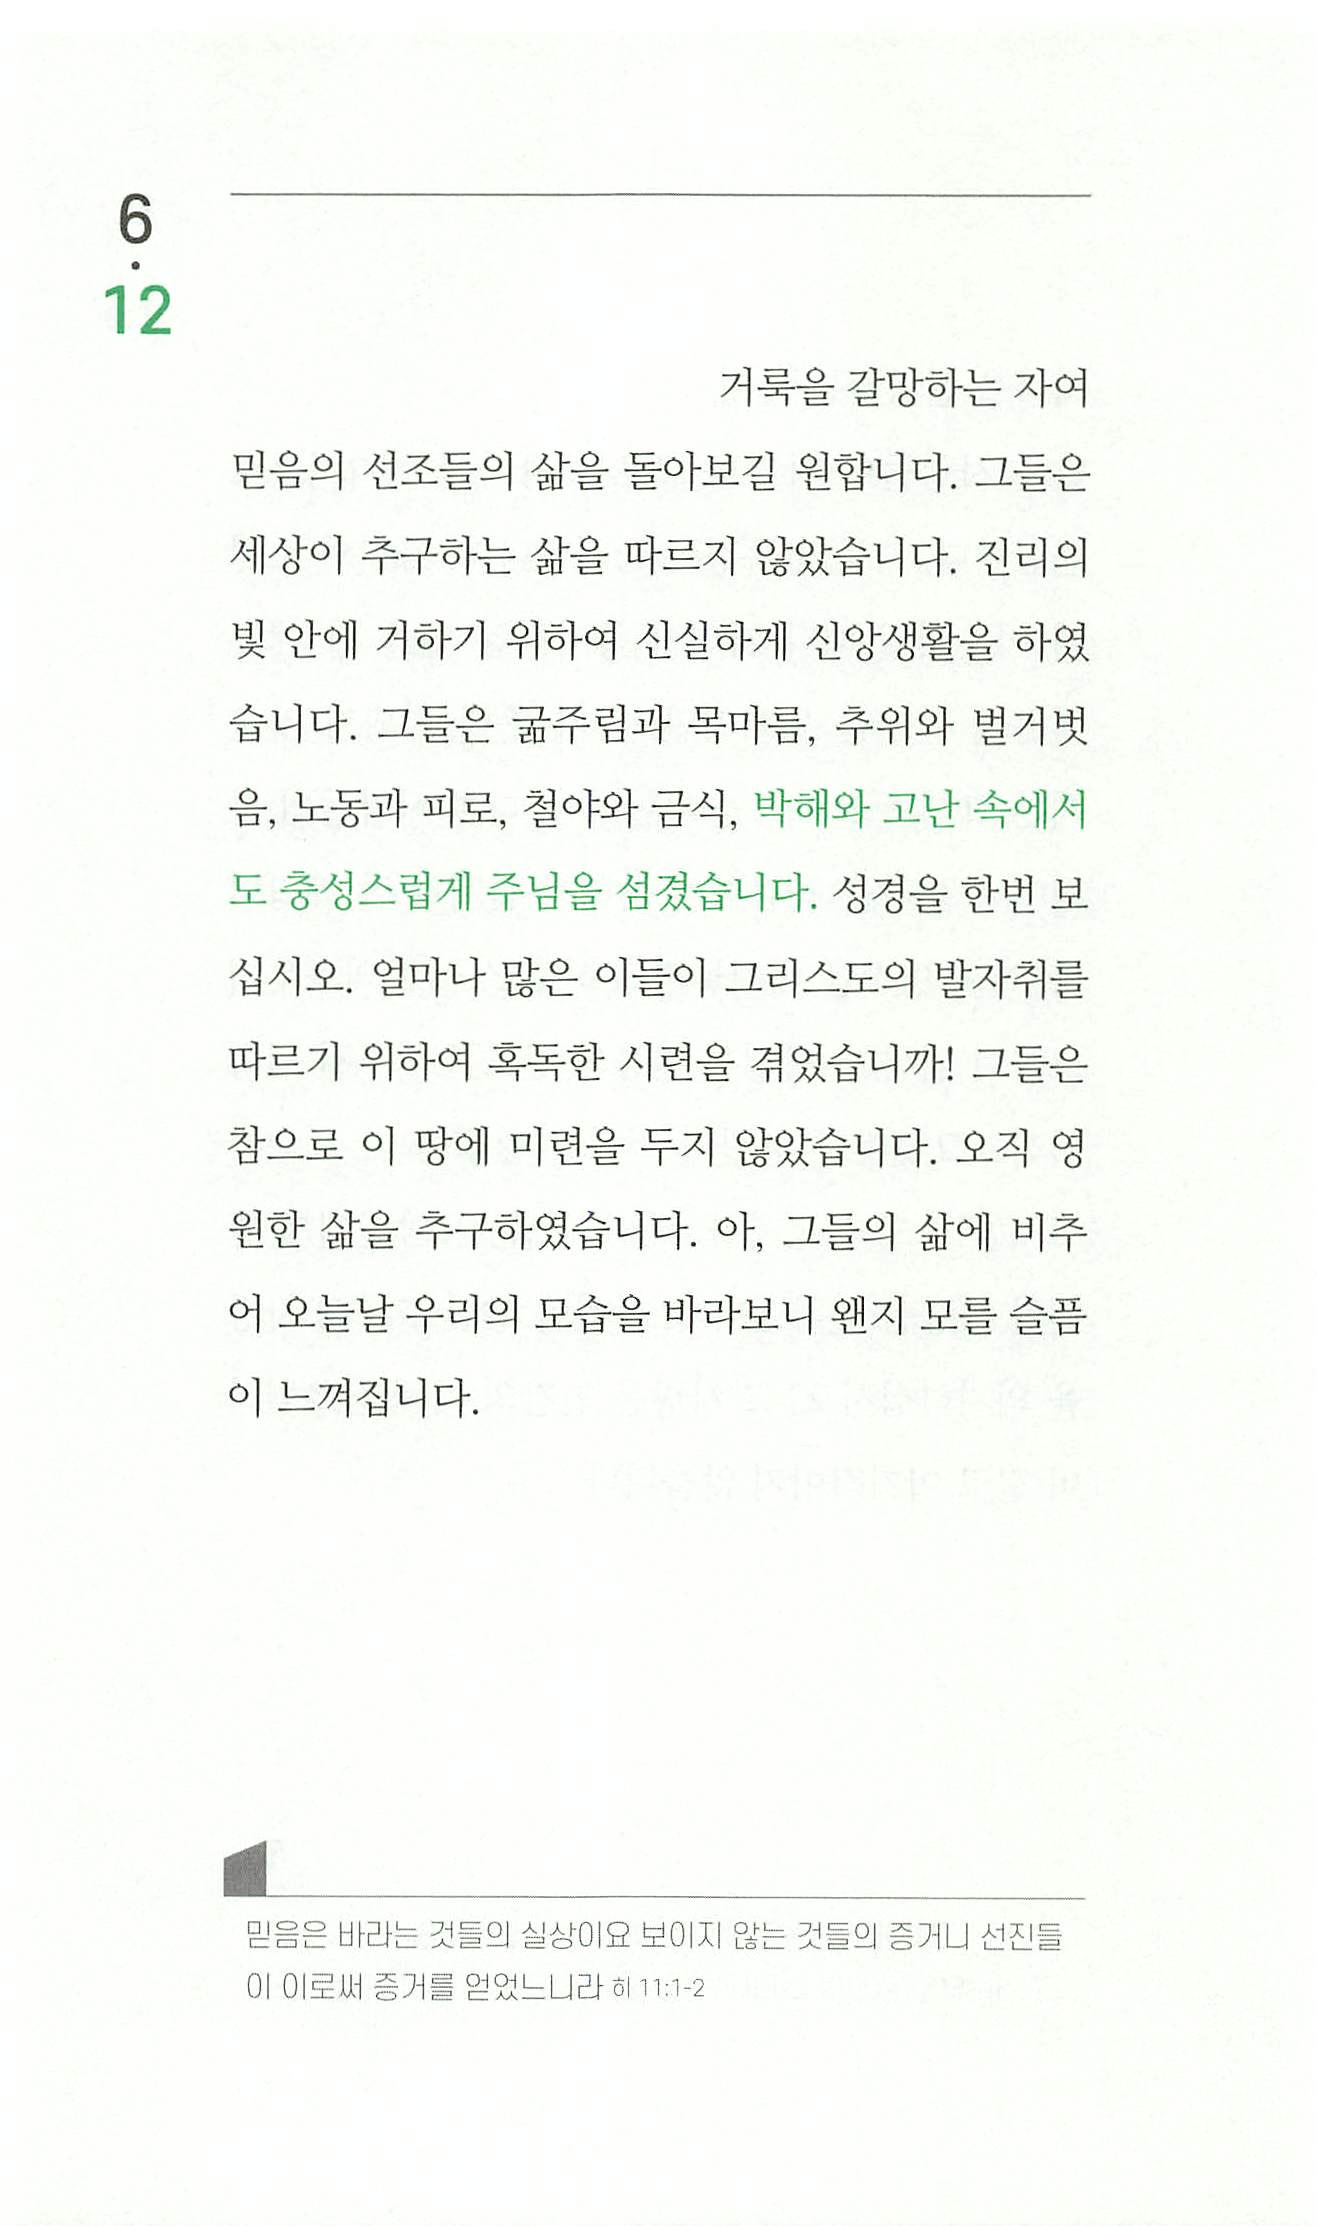 6
·
12
거룩을 갈망하는 자여
믿음의 선조들의 삶을 돌아보길 원합니다. 그들은
세상이 추구하는 삶을 따르지 않았습니다. 진리의
빛 안에 거하기 위하여 신실하게 신앙생활을 하였
습니다. 그들은 굶주림과 목마름, 추위와 벌거벗
음, 노동과 피로, 철야와 금식, 박해와 고난 속에서
도 충성스럽게 주님을 섬겼습니다. 성경을 한번 보
십시오. 얼마나 많은 이들이 그리스도의 발자취를
따르기 위하여 혹독한 시련을 겪었습니까! 그들은
참으로 이 땅에 미련을 두지 않았습니다. 오직 영
원한 삶을 추구하였습니다. 아, 그들의 삶에 비추
어 오늘날 우리의 모습을 바라보니 왠지 모를 슬픔
이 느껴집니다.
믿음은 바라는 것들의 실상이요 보이지 않는 것들의 증거니 선진들
이 이로써 증거를 얻었느니라 히 11:1-2